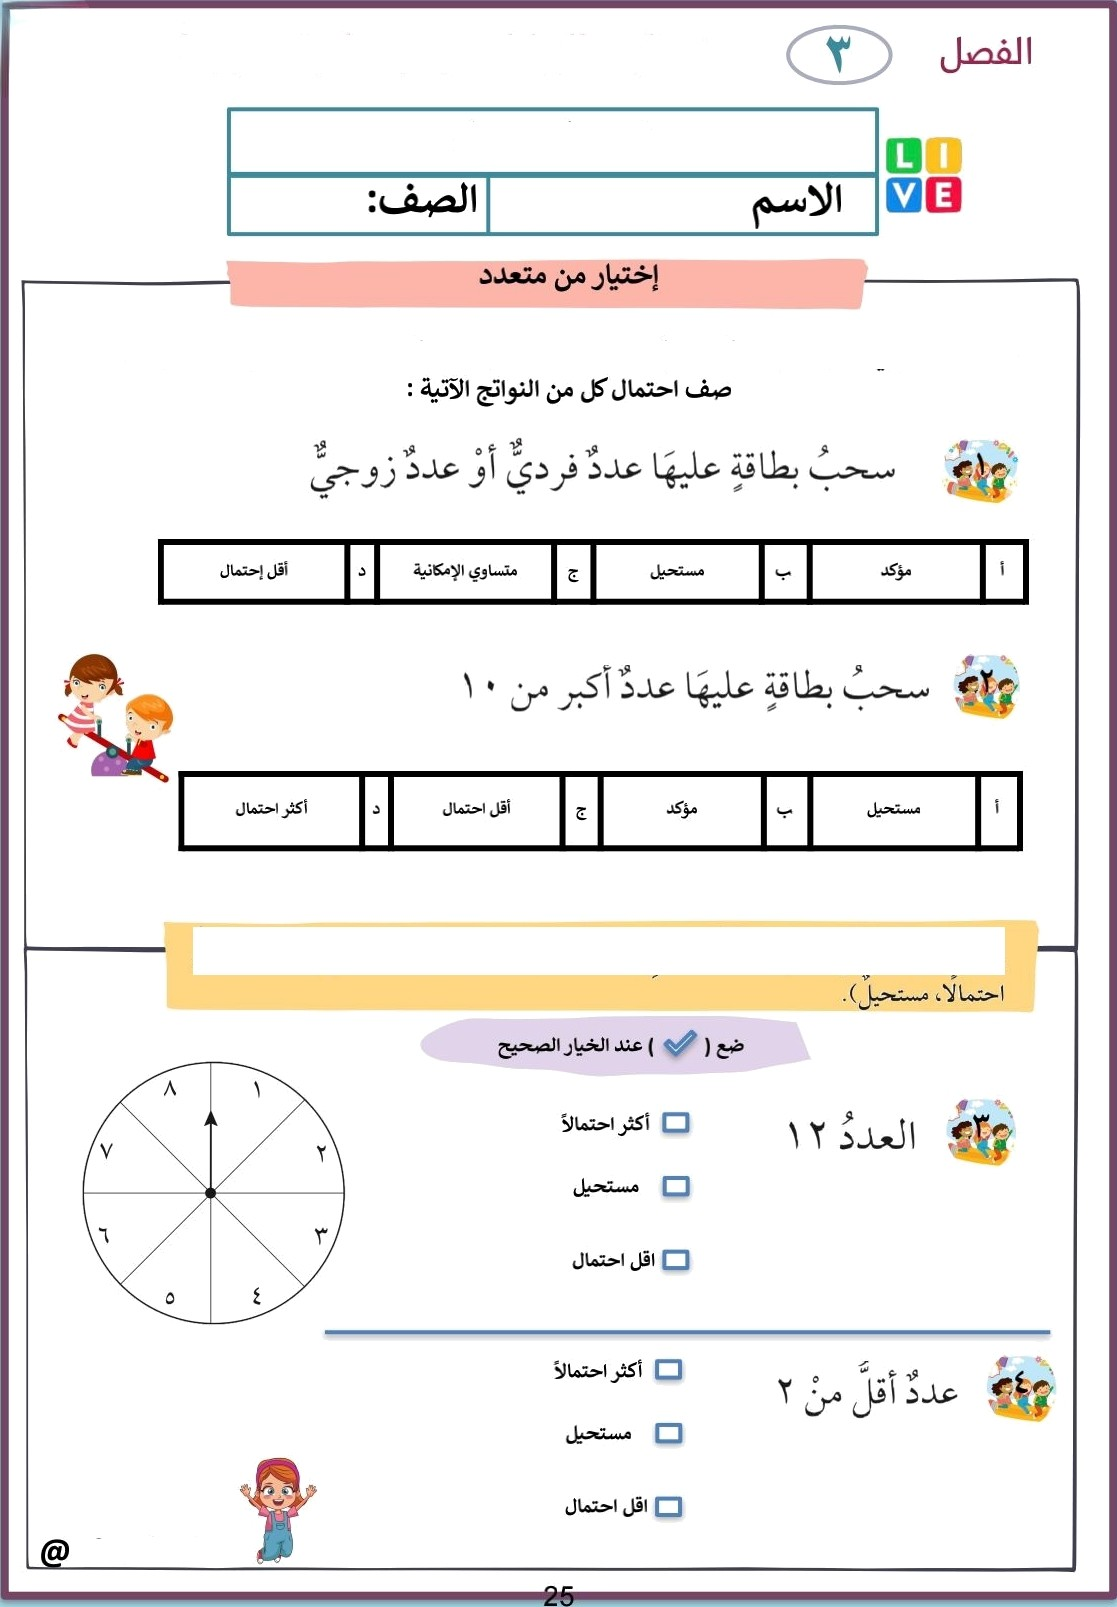 الفصل ٣
LIVE
الاسم الصف:
إختيار من متعدد
صف احتمال كل من النواتج الآتية :
١
سحبُ بطاقةٍ عليهَا عددٌ فرديٌّ أوْ عددٌ زوجيٌّ
أ مؤكد ب مستحيل ج متساوي الإمكانية د أقل إحتمال
٢
سحبُ بطاقةٍ عليهَا عددٌ أكبر من ١٠
أ مستحيل ب مؤكد ج أقل احتمال د أكثر احتمال
احتمالًا، مستحيلٌ).
ضع ( ✔ ) عند الخيار الصحيح
٣
العددُ ١٢
أكثر احتمالاً
مستحيل
اقل احتمال
١
٢
٣
٤
٥
٦
٧
٨
٤
عددٌ أقلَّ منْ ٢
أكثر احتمالاً
مستحيل
اقل احتمال
@
25